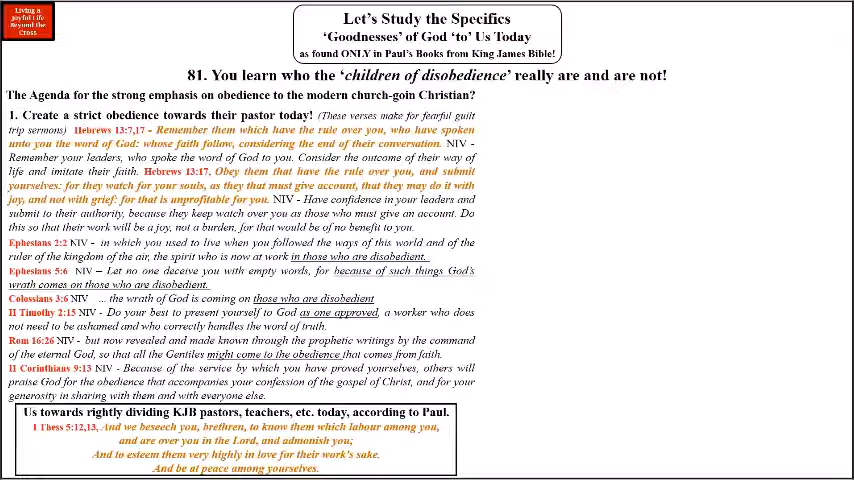 Living a
Joyful Life
Beyond the
Cross
Let's Study the Specifics
'Goodnesses' of God 'to' Us Today
as found ONLY in Paul's Books from King James Bible!
81. You learn who the 'children of disobedience' really are and are not!
The Agenda for the strong emphasis on obedience to the modern church-goin Christian?
1. Create a strict obedience towards their pastor today! (These verses make for fearful guilt
trip sermons) Hebrews 13:7,17 - Remember them which have the rule over you, who have spoken
unto you the word of God: whose faith follow, considering the end of their conversation. NIV -
Remember your leaders, who spoke the word of God to you. Consider the outcome of their way of
life and imitate their faith. Hebrews 13:17, Obey them that have the rule over you, and submit
yourselves: for they watch for your souls, as they that must give account, that they may do it with
joy, and not with grief: for that is unprofitable for you. NIV - Have confidence in your leaders and
submit to their authority, because they keep watch over you as those who must give an account. Do
this so that their work will be a joy, not a burden, for that would be of no benefit to you.
Ephesians 2:2 NIV - in which you used to live when you followed the ways of this world and of the
ruler of the kingdom of the air, the spirit who is now at work in those who are disobedient.
Ephesians 5:6 NIV – Let no one deceive you with empty words, for because of such things God's
wrath comes on those who are disobedient.
Colossians 3:6 NIV ... the wrath of God is coming on those who are disobedient
II Timothy 2:15 NIV - Do your best to present yourself to God as one approved, a worker who does
not need to be ashamed and who correctly handles the word of truth.
Rom 16:26 NIV - but now revealed and made known through the prophetic writings by the command
of the eternal God, so that all the Gentiles might come to the obedience that comes from faith.
II Corinthians 9:13 NIV - Because of the service by which you have proved yourselves, others will
praise God for the obedience that accompanies your confession of the gospel of Christ, and for your
generosity in sharing with them and with everyone else.
Us towards rightly dividing KJB pastors, teachers, etc. today, according to Paul.
1 Thess 5:12,13, And we beseech you, brethren, to know them which labour among you,
and are over you in the Lord, and admonish you;
And to esteem them very highly in love for their work's sake.
And be at peace among yourselves.